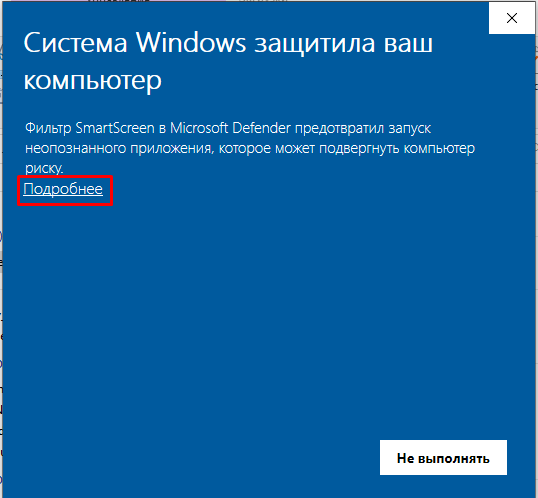 Система Windows защитила ваш
компьютер
Фильтр SmartScreen в Microsoft Defender предотвратил запуск
неопознанного приложения, которое может подвергнуть компьютер
риску.
Подробнее
Не выполнять